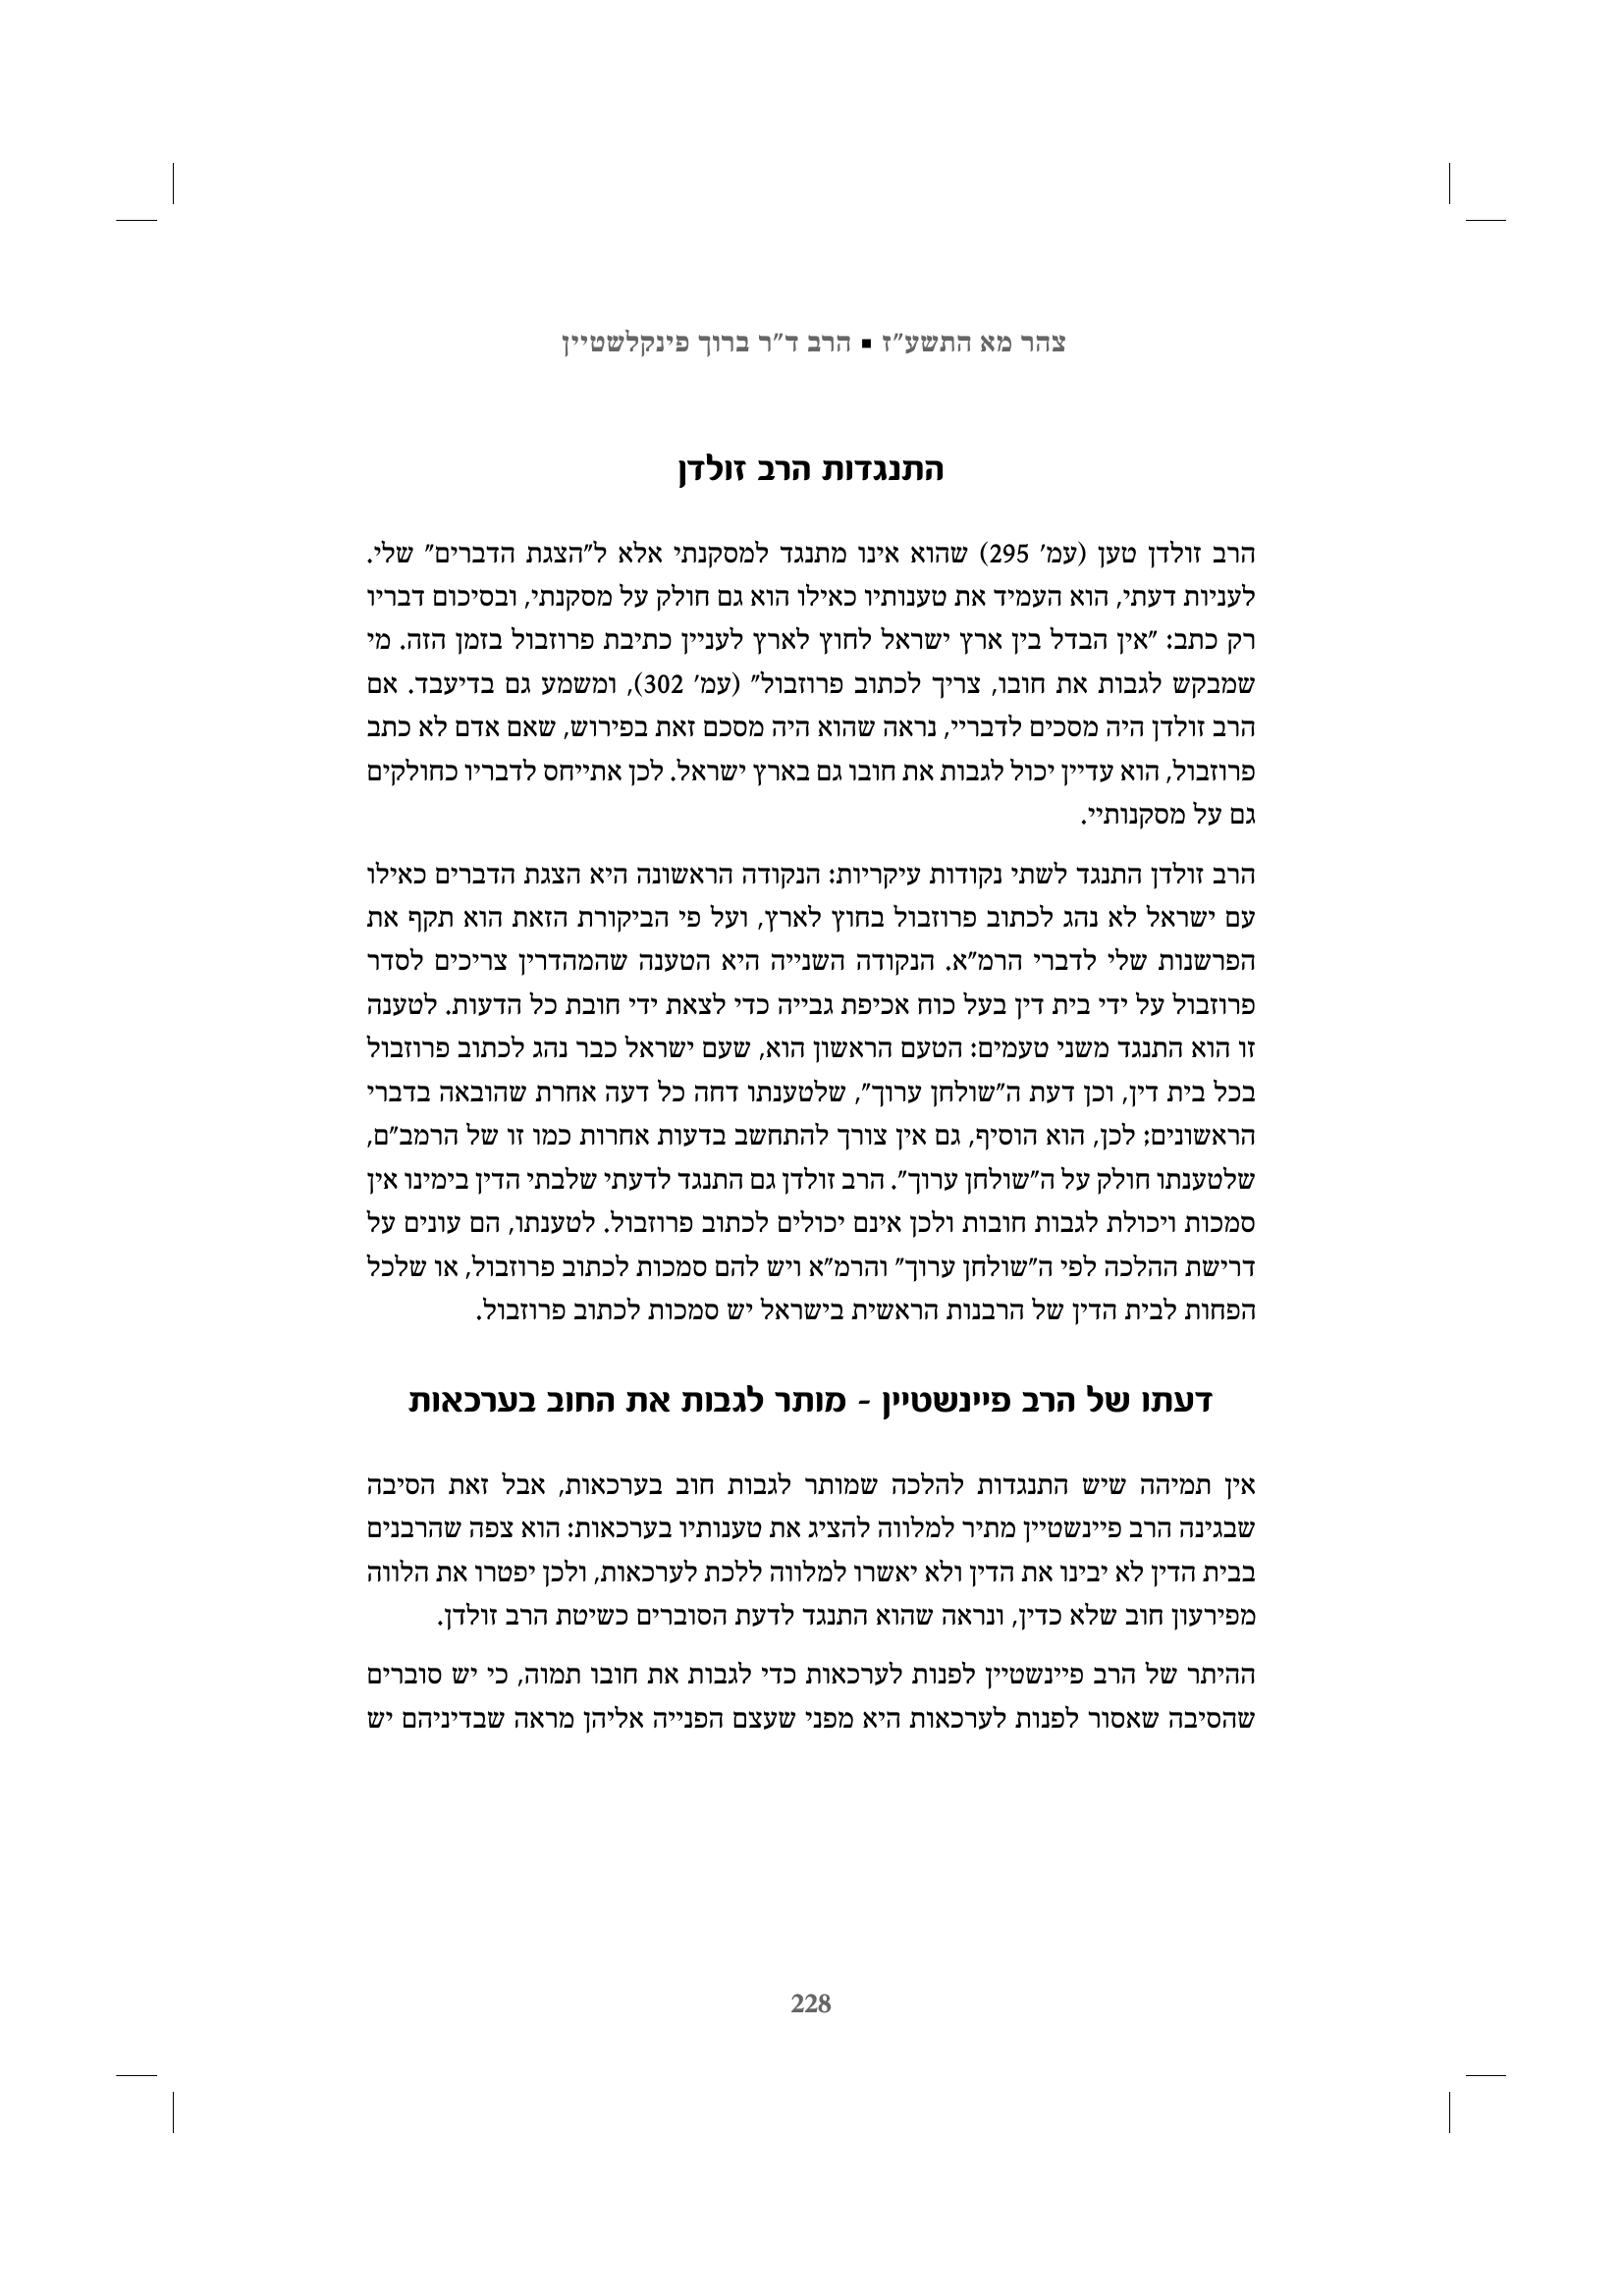 צהר מא התשע"ז ▪ הרב ד"ר ברוך פינקלשטיין
התנגדות הרב זולדן
הרב זולדן טען (עמ' 295) שהוא אינו מתנגד למסקנתי אלא ל"הצגת הדברים" שלי.
לעניות דעתי, הוא העמיד את טענותיו כאילו הוא גם חולק על מסקנתי, ובסיכום דבריו
רק כתב: "אין הבדל בין ארץ ישראל לחוץ לארץ לעניין כתיבת פרוזבול בזמן הזה. מי
שמבקש לגבות את חובו, צריך לכתוב פרוזבול" (עמ' 302), ומשמע גם בדיעבד. אם
הרב זולדן היה מסכים לדבריי, נראה שהוא היה מסכם זאת בפירוש, שאם אדם לא כתב
פרוזבול, הוא עדיין יכול לגבות את חובו גם בארץ ישראל. לכן אתייחס לדבריו כחולקים
גם על מסקנותיי.
הרב זולדן התנגד לשתי נקודות עיקריות: הנקודה הראשונה היא הצגת הדברים כאילו
עם ישראל לא נהג לכתוב פרוזבול בחוץ לארץ, ועל פי הביקורת הזאת הוא תקף את
הפרשנות שלי לדברי הרמ"א. הנקודה השנייה היא הטענה שהמהדרין צריכים לסדר
פרוזבול על ידי בית דין בעל כוח אכיפת גבייה כדי לצאת ידי חובת כל הדעות. לטענה
זו הוא התנגד משני טעמים: הטעם הראשון הוא, שעם ישראל כבר נהג לכתוב פרוזבול
בכל בית דין, וכן דעת ה"שולחן ערוך", שלטענתו דחה כל דעה אחרת שהובאה בדברי
הראשונים; לכן, הוא הוסיף, גם אין צורך להתחשב בדעות אחרות כמו זו של הרמב"ם,
שלטענתו חולק על ה"שולחן ערוך". הרב זולדן גם התנגד לדעתי שלבתי הדין בימינו אין
סמכות ויכולת לגבות חובות ולכן אינם יכולים לכתוב פרוזבול. לטענתו, הם עונים על
דרישת ההלכה לפי ה"שולחן ערוך" והרמ"א ויש להם סמכות לכתוב פרוזבול, או שלכל
הפחות לבית הדין של הרבנות הראשית בישראל יש סמכות לכתוב פרוזבול.
דעתו של הרב פיינשטיין - מותר לגבות את החוב בערכאות
אין תמיהה שיש התנגדות להלכה שמותר לגבות חוב בערכאות, אבל זאת הסיבה
שבגינה הרב פיינשטיין מתיר למלווה להציג את טענותיו בערכאות: הוא צפה שהרבנים
בבית הדין לא יבינו את הדין ולא יאשרו למלווה ללכת לערכאות, ולכן יפטרו את הלווה
מפירעון חוב שלא כדין, ונראה שהוא התנגד לדעת הסוברים כשיטת הרב זולדן.
ההיתר של הרב פיינשטיין לפנות לערכאות כדי לגבות את חובו תמוה, כי יש סוברים
שהסיבה שאסור לפנות לערכאות היא מפני שעצם הפנייה אליהן מראה שבדיניהם יש
228